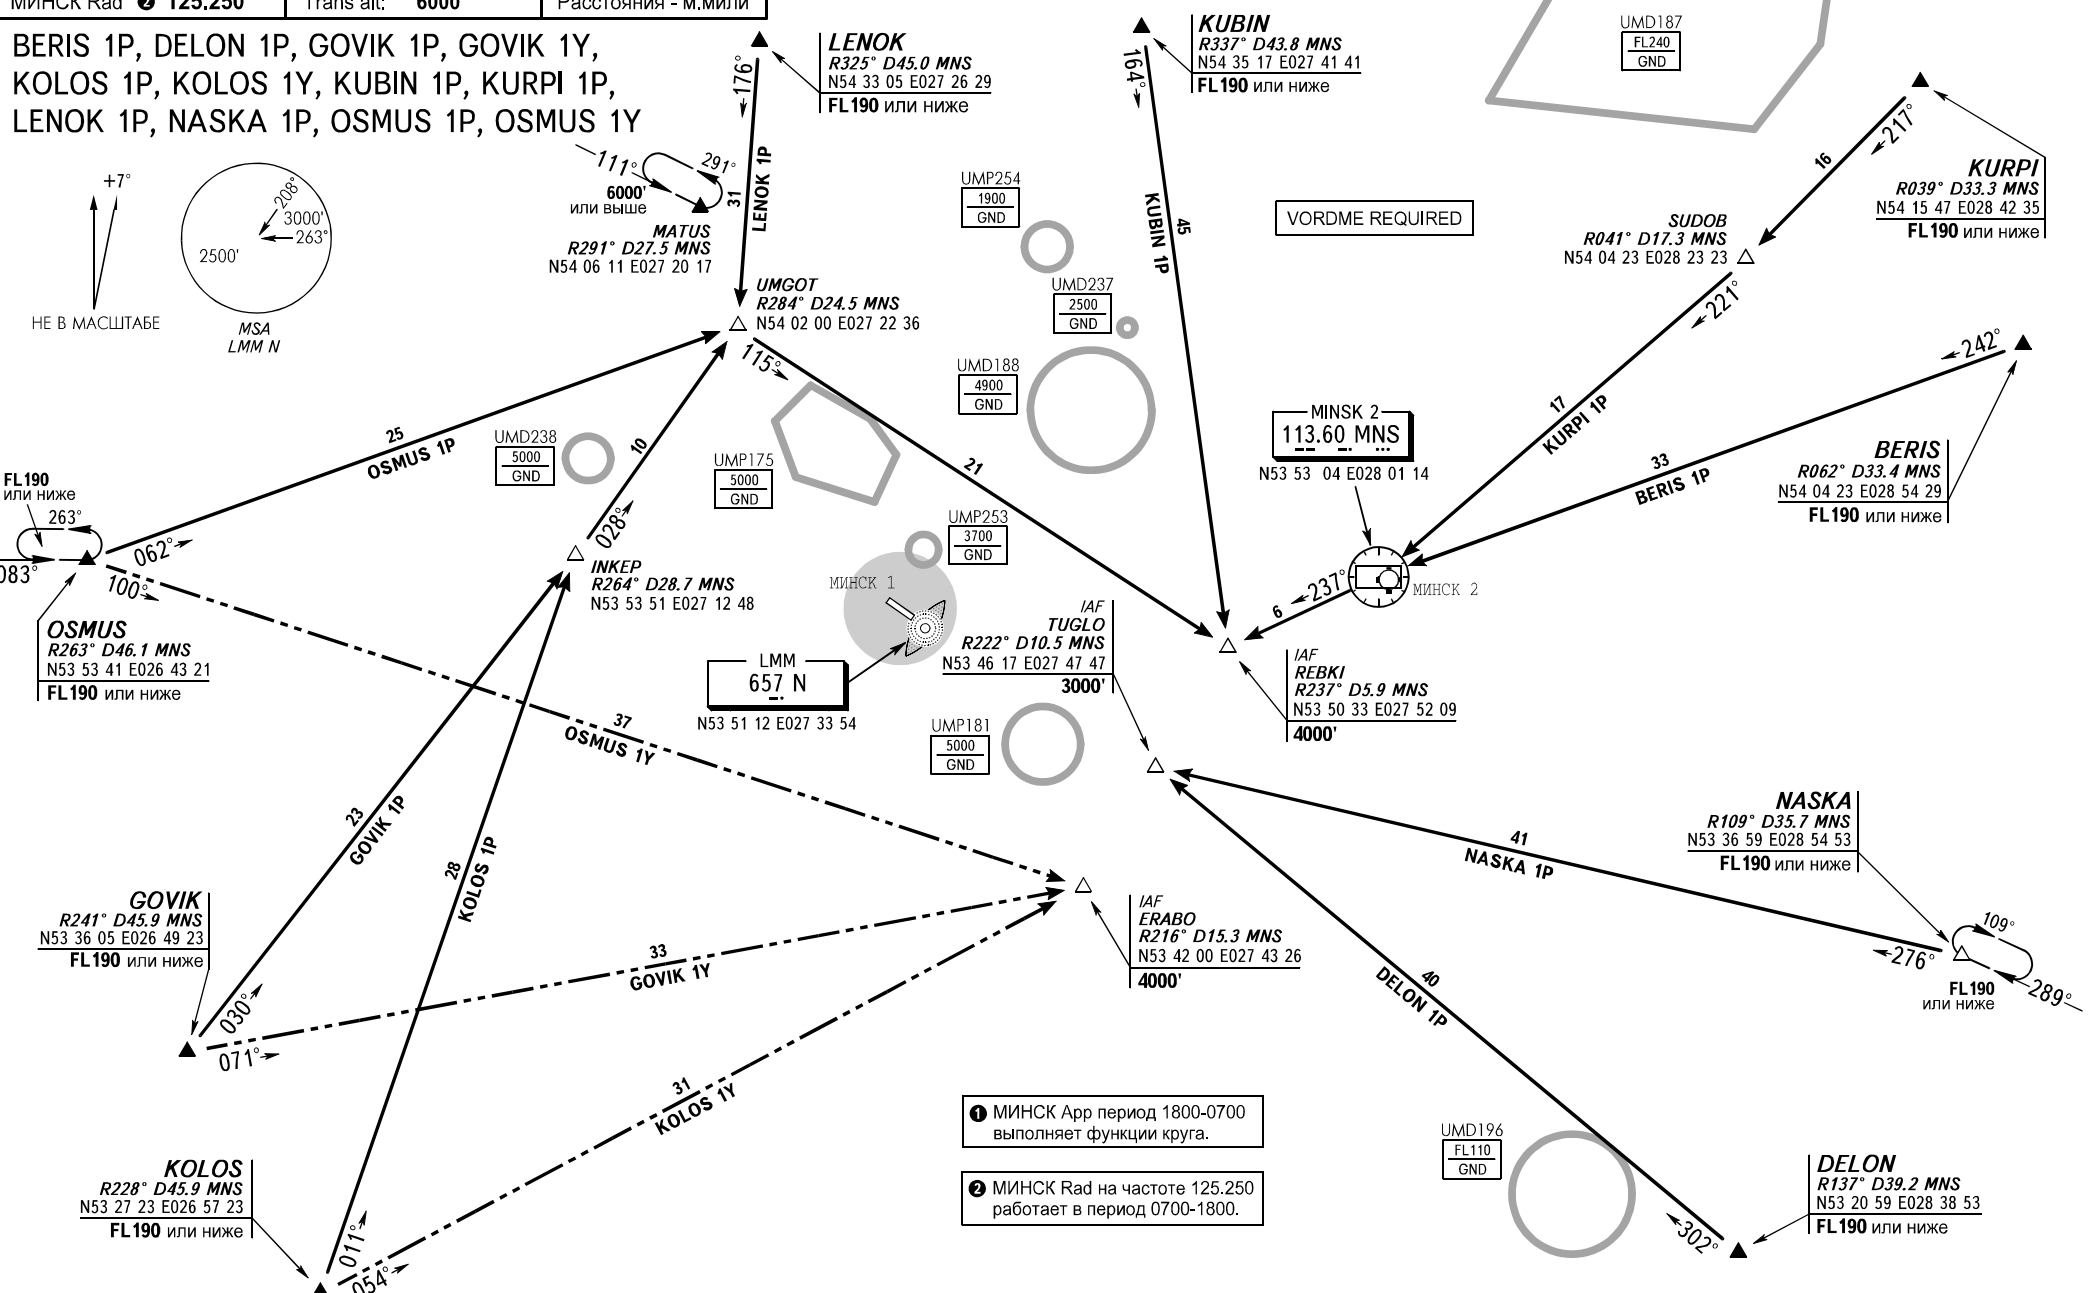 МИНСК Rad ❷ 125.250
Trans alt: 6000
Расстояния - м.мили
BERIS 1P, DELON 1P, GOVIK 1P, GOVIK 1Y,
KOLOS 1P, KOLOS 1Y, KUBIN 1P, KURPI 1P,
LENOK 1P, NASKA 1P, OSMUS 1P, OSMUS 1Y
+7°
НЕ В МАСШТАБЕ
208°
3000'
263°
2500'
MSA
LMM N
LENOK
R325° D45.0 MNS
N54 33 05 E027 26 29
FL190 или ниже
176°
31
LENOK 1P
111°
291°
6000'
или выше
MATUS
R291° D27.5 MNS
N54 06 11 E027 20 17
KUBIN
R337° D43.8 MNS
N54 35 17 E027 41 41
FL190 или ниже
164°
45
KUBIN 1P
UMD187
FL240
GND
VORDME REQUIRED
217°
16
KURPI
R039° D33.3 MNS
N54 15 47 E028 42 35
FL190 или ниже
SUDOB
R041° D17.3 MNS
N54 04 23 E028 23 23
221°
17
KURPI 1P
UMP254
1900
GND
UMD237
2500
GND
UMD188
4900
GND
UMGOT
R284° D24.5 MNS
N54 02 00 E027 22 36
115°
21
242°
33
BERIS 1P
BERIS
R062° D33.4 MNS
N54 04 23 E028 54 29
FL190 или ниже
MINSK 2
113.60 MNS
N53 53 04 E028 01 14
МИНСК 2
237°
6
25
OSMUS 1P
UMD238
5000
GND
10
UMP175
5000
GND
UMP253
3700
GND
МИНСК 1
FL190
или ниже
263°
083°
062°
100°
OSMUS
R263° D46.1 MNS
N53 53 41 E026 43 21
FL190 или ниже
028°
INKEP
R264° D28.7 MNS
N53 53 51 E027 12 48
LMM
657 N
N53 51 12 E027 33 54
IAF
TUGLO
R222° D10.5 MNS
N53 46 17 E027 47 47
3000'
IAF
REBKI
R237° D5.9 MNS
N53 50 33 E027 52 09
4000'
UMP181
5000
GND
37
OSMUS 1Y
23
GOVIK 1P
28
KOLOS 1P
GOVIK
R241° D45.9 MNS
N53 36 05 E026 49 23
FL190 или ниже
030°
071°
33
GOVIK 1Y
IAF
ERABO
R216° D15.3 MNS
N53 42 00 E027 43 26
4000'
NASKA
R109° D35.7 MNS
N53 36 59 E028 54 53
FL190 или ниже
41
NASKA 1P
276°
109°
289°
FL190
или ниже
40
DELON 1P
31
KOLOS 1Y
KOLOS
R228° D45.9 MNS
N53 27 23 E026 57 23
FL190 или ниже
011°
054°
❶ МИНСК App период 1800-0700
выполняет функции круга.
❷ МИНСК Rad на частоте 125.250
работает в период 0700-1800.
UMD196
FL110
GND
302°
DELON
R137° D39.2 MNS
N53 20 59 E028 38 53
FL190 или ниже